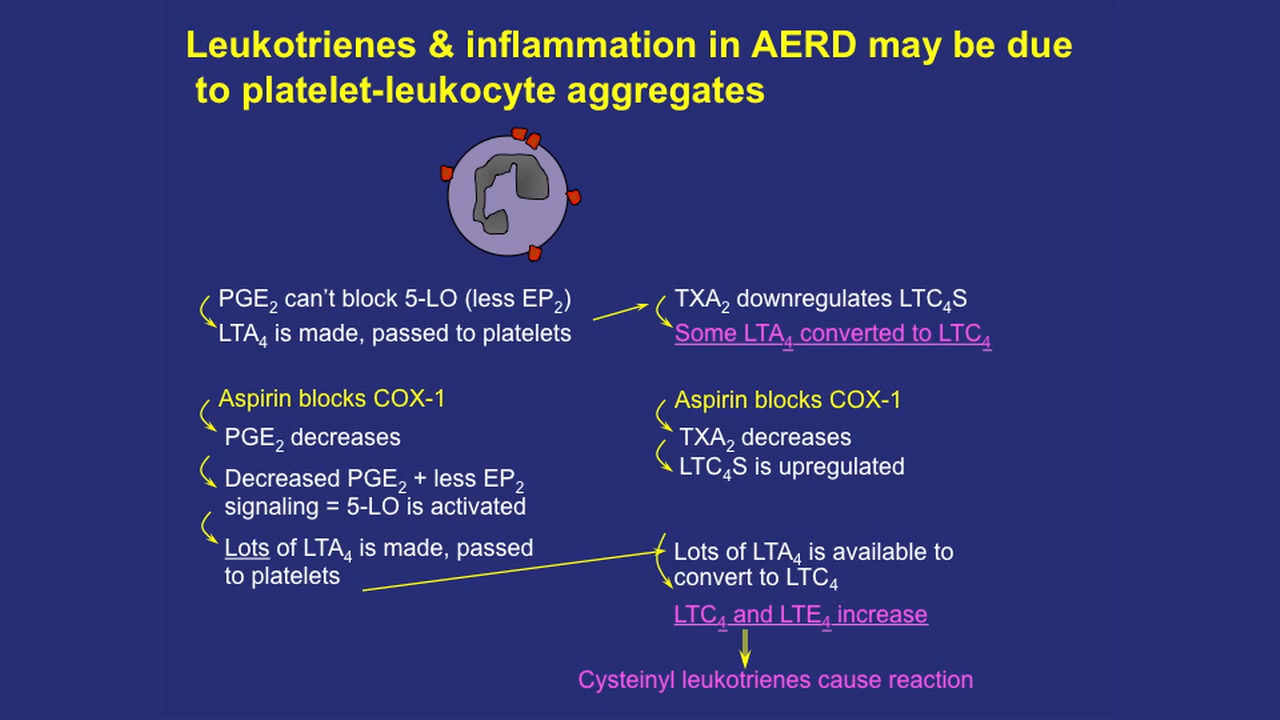 Leukotrienes & inflammation in AERD may be due
to platelet-leukocyte aggregates
PGE₂ can't block 5-LO (less EP₂)
LTA₄ is made, passed to platelets
TXA₂ downregulates LTC₄S
Some LTA₄ converted to LTC₄
Aspirin blocks COX-1
PGE₂ decreases
Decreased PGE₂ + less EP₂
signaling = 5-LO is activated
Lots of LTA₄ is made, passed
to platelets
Aspirin blocks COX-1
TXA₂ decreases
LTC₄S is upregulated
Lots of LTA₄ is available to
convert to LTC₄
LTC₄ and LTE₄ increase
Cysteinyl leukotrienes cause reaction